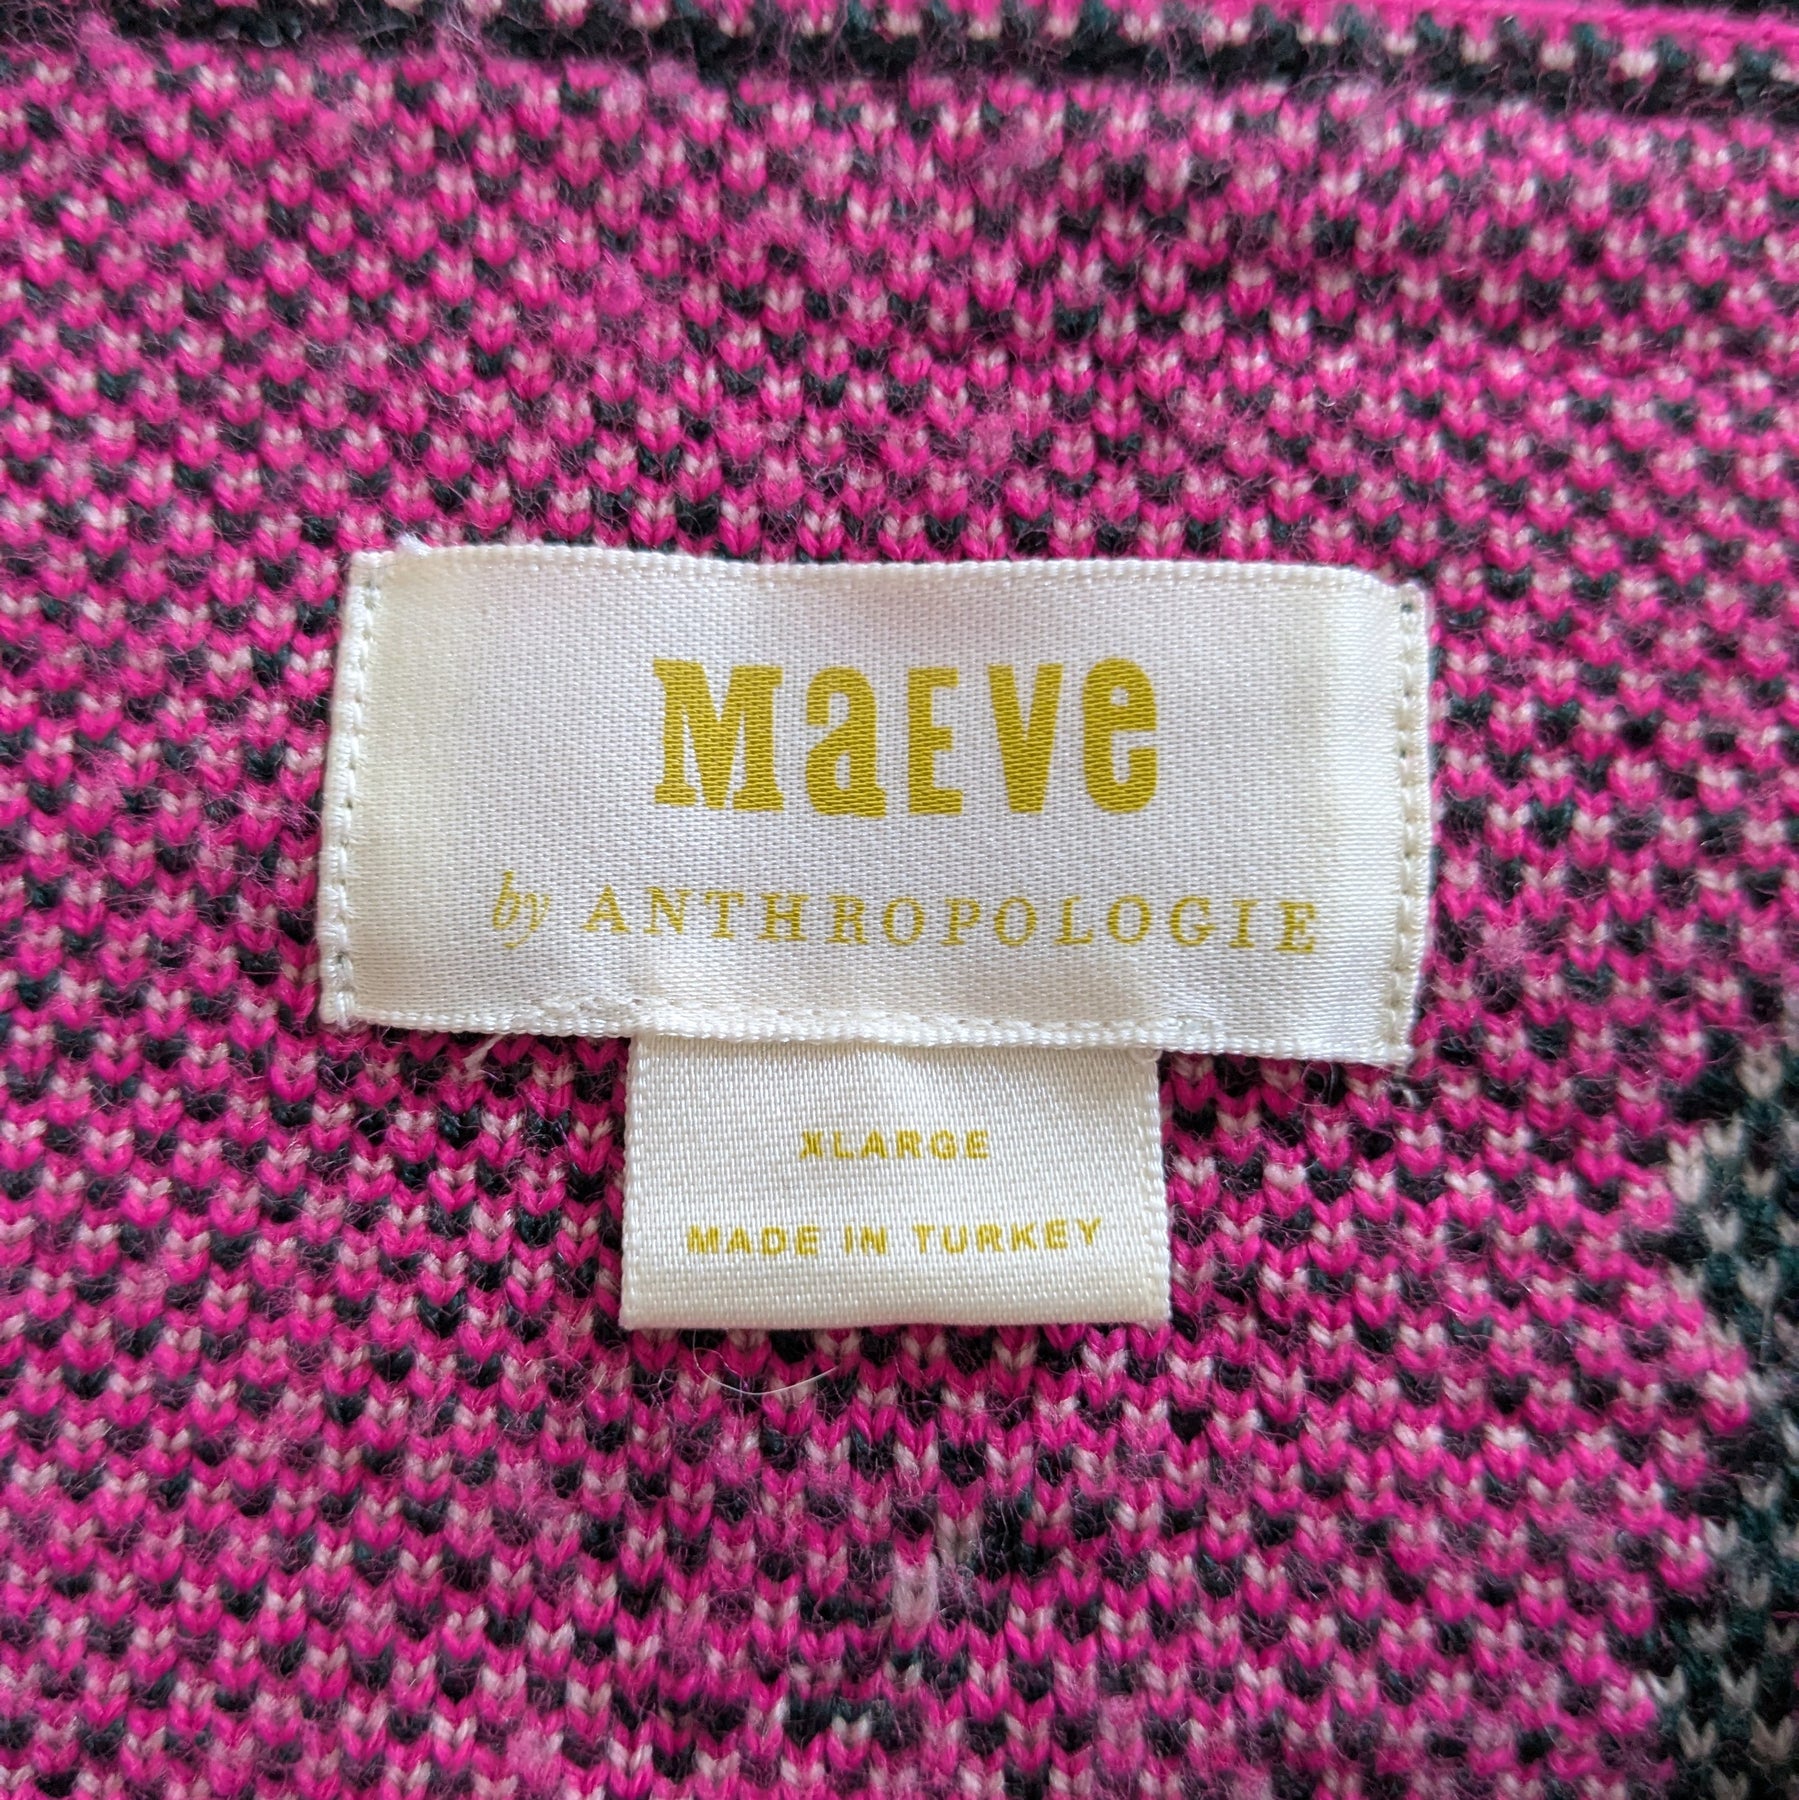 MaEVe
by ANTHROPOLOGIE
XLARGE
MADE IN TURKEY